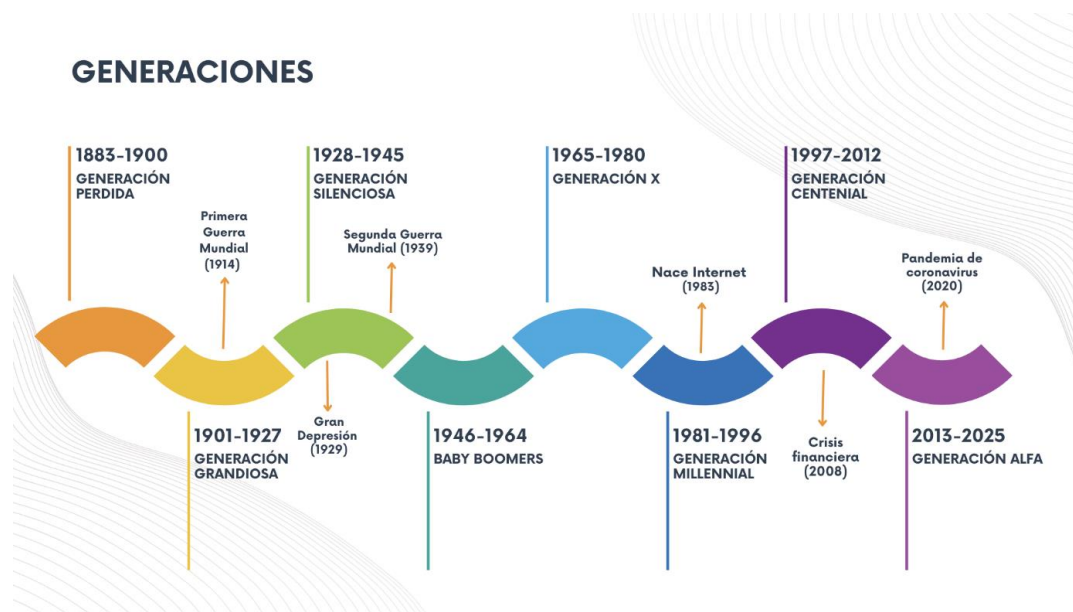 GENERACIONES
1883-1900
GENERACIÓN
PERDIDA
Primera
Guerra
Mundial
(1914)
1901-1927
GENERACIÓN
GRANDIOSA
1928-1945
GENERACIÓN
SILENCIOSA
Gran
Depresión
(1929)
Segunda Guerra
Mundial (1939)
1946-1964
BABY BOOMERS
1965-1980
GENERACIÓN X
1981-1996
GENERACIÓN
MILLENNIAL
Nace Internet
(1983)
1997-2012
GENERACIÓN
CENTENIAL
Crisis
financiera
(2008)
2013-2025
GENERACIÓN ALFA
Pandemia de
coronavirus
(2020)